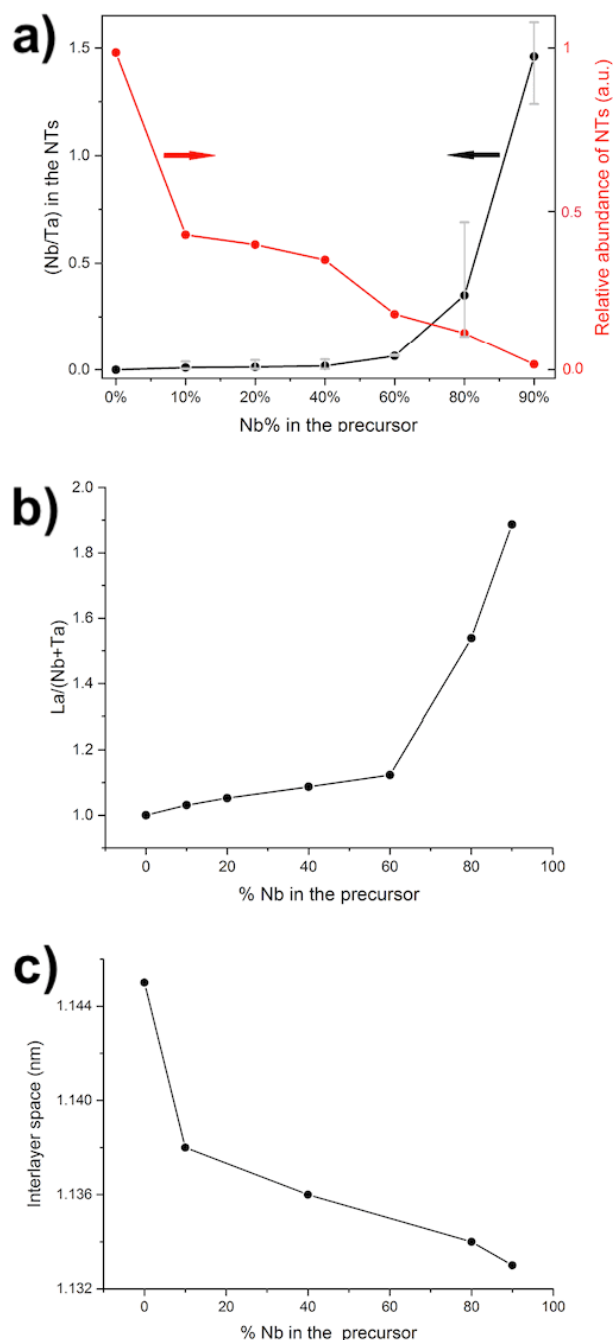 a)
1.5
1.0
0.5
0.0
(Nb/Ta) in the NTs
1
0.5
0.0
Relative abundance of NTs (a.u.)
0% 10% 20% 40% 60% 80% 90%
Nb% in the precursor
b)
2.0
1.8
1.6
1.4
1.2
1.0
La/(Nb+Ta)
0 20 40 60 80 100
% Nb in the precursor
c)
1.144
1.140
1.136
1.132
Interlayer space (nm)
0 20 40 60 80 100
% Nb in the precursor